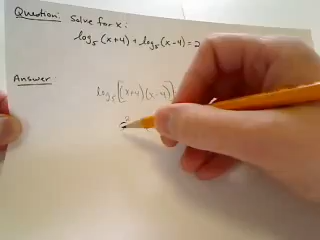 Question: Solve for x:
log₅(x+4) + log₅(x-4) = 2
Answer:
log₅[(x+4)(x-4)]